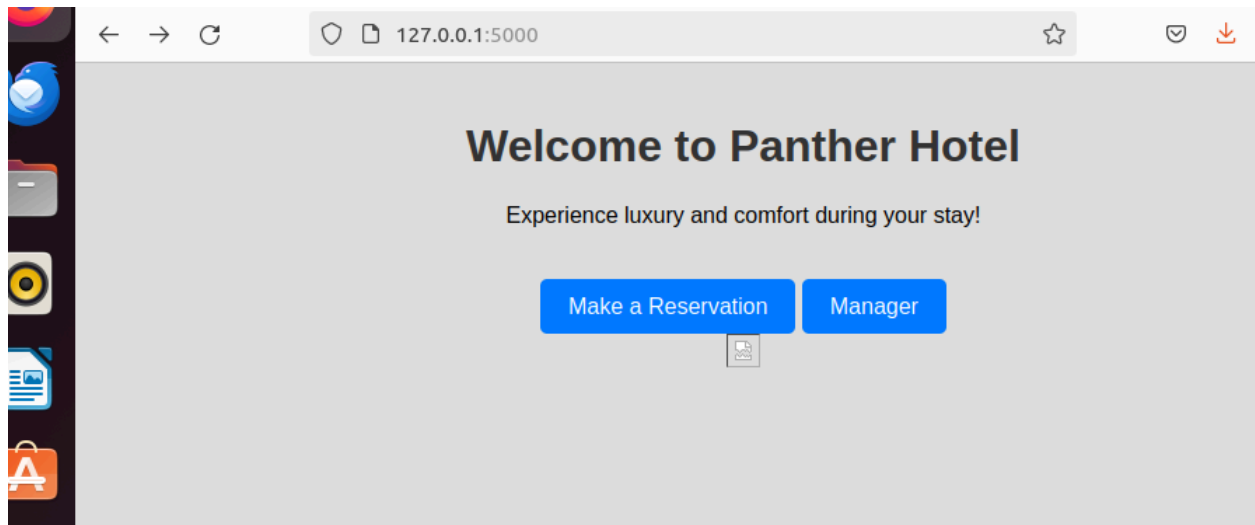 127.0.0.1:5000
Welcome to Panther Hotel
Experience luxury and comfort during your stay!
Make a Reservation Manager